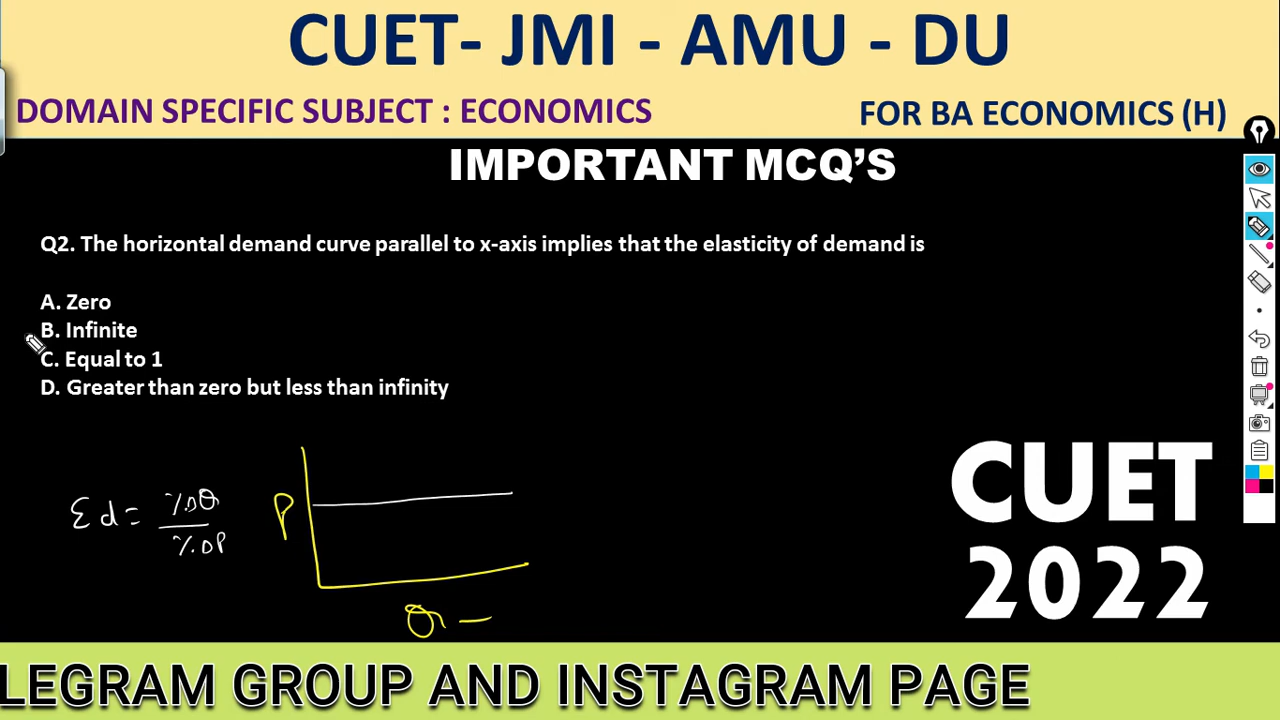 CUET- JMI - AMU - DU
DOMAIN SPECIFIC SUBJECT : ECONOMICS
FOR BA ECONOMICS (H)
IMPORTANT MCQ'S
Q2. The horizontal demand curve parallel to x-axis implies that the elasticity of demand is
A. Zero
B. Infinite
C. Equal to 1
D. Greater than zero but less than infinity
Ed = %ΔQ
%ΔP
P
Q
CUET
2022
LEGRAM GROUP AND INSTAGRAM PAGE